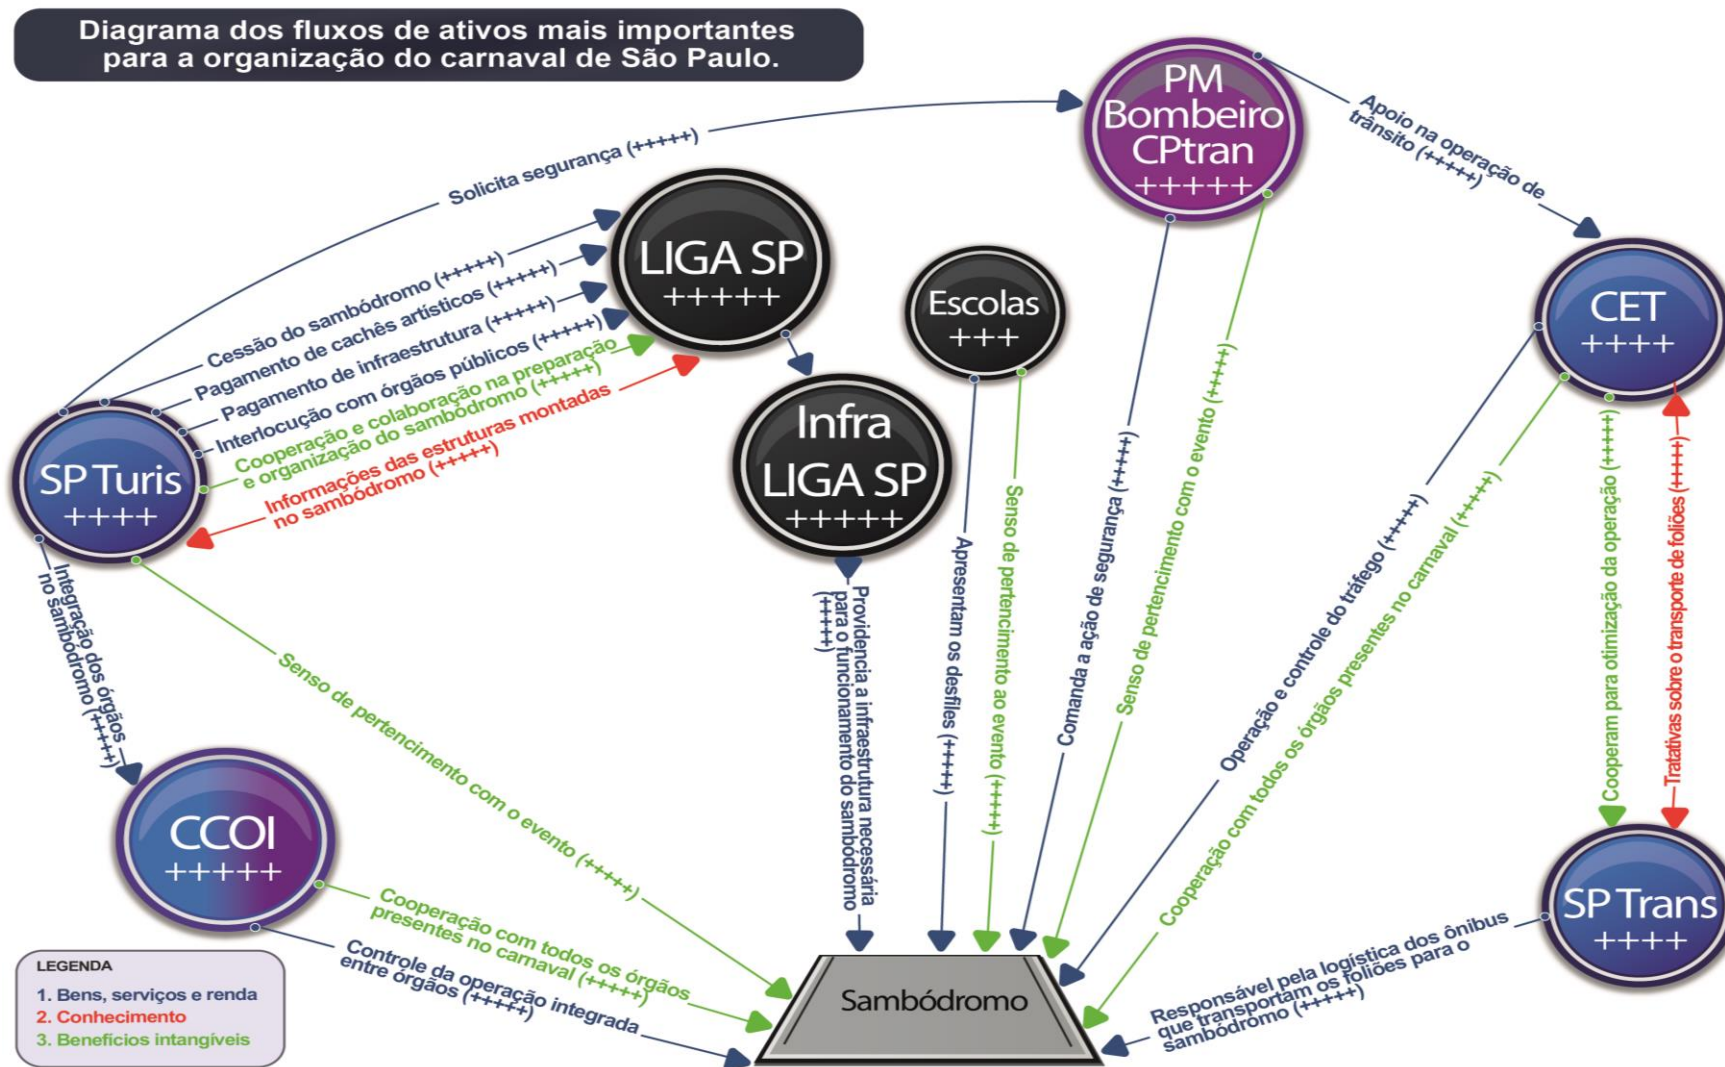 Diagrama dos fluxos de ativos mais importantes
para a organização do carnaval de São Paulo.
PM
Bombeiro
CPtran
+++++
Apoio na operação de
trânsito (+++++)
Solicita segurança (+++++)
LIGA SP
+++++
Escolas
+++
CET
++++
Cessão do sambódromo (+++++)
Pagamento de cachês artísticos (+++++)
Pagamento de infraestrutura (+++++)
Interlocução com órgãos públicos (+++++)
Cooperação e colaboração na preparação
e organização do sambódromo (+++++)
Informações das estruturas montadas
no sambódromo (+++++)
SP Turis
++++
Infra
LIGA SP
+++++
Integração dos órgãos
no sambódromo (+++++)
Senso de pertencimento com o evento (+++++)
Providencia a infraestrutura necessária
para o funcionamento do sambódromo
(+++++)
Apresentam os desfiles (+++++)
Senso de pertencimento ao evento (+++++)
Comanda a ação de segurança (+++++)
Senso de pertencimento com o evento (+++++)
Operação e controle do tráfego (+++++)
Cooperação com todos os órgãos presentes no carnaval (+++++)
Cooperam para otimização da operação (+++++)
Tratativas sobre o transporte de foliões (+++++)
CCOI
+++++
Cooperação com todos os órgãos
presentes no carnaval (+++++)
Controle da operação integrada
entre órgãos (+++++)
SP Trans
++++
Responsável pela logística dos ônibus
que transportam os foliões para o
sambódromo (+++++)
Sambódromo
LEGENDA
1. Bens, serviços e renda
2. Conhecimento
3. Benefícios intangíveis